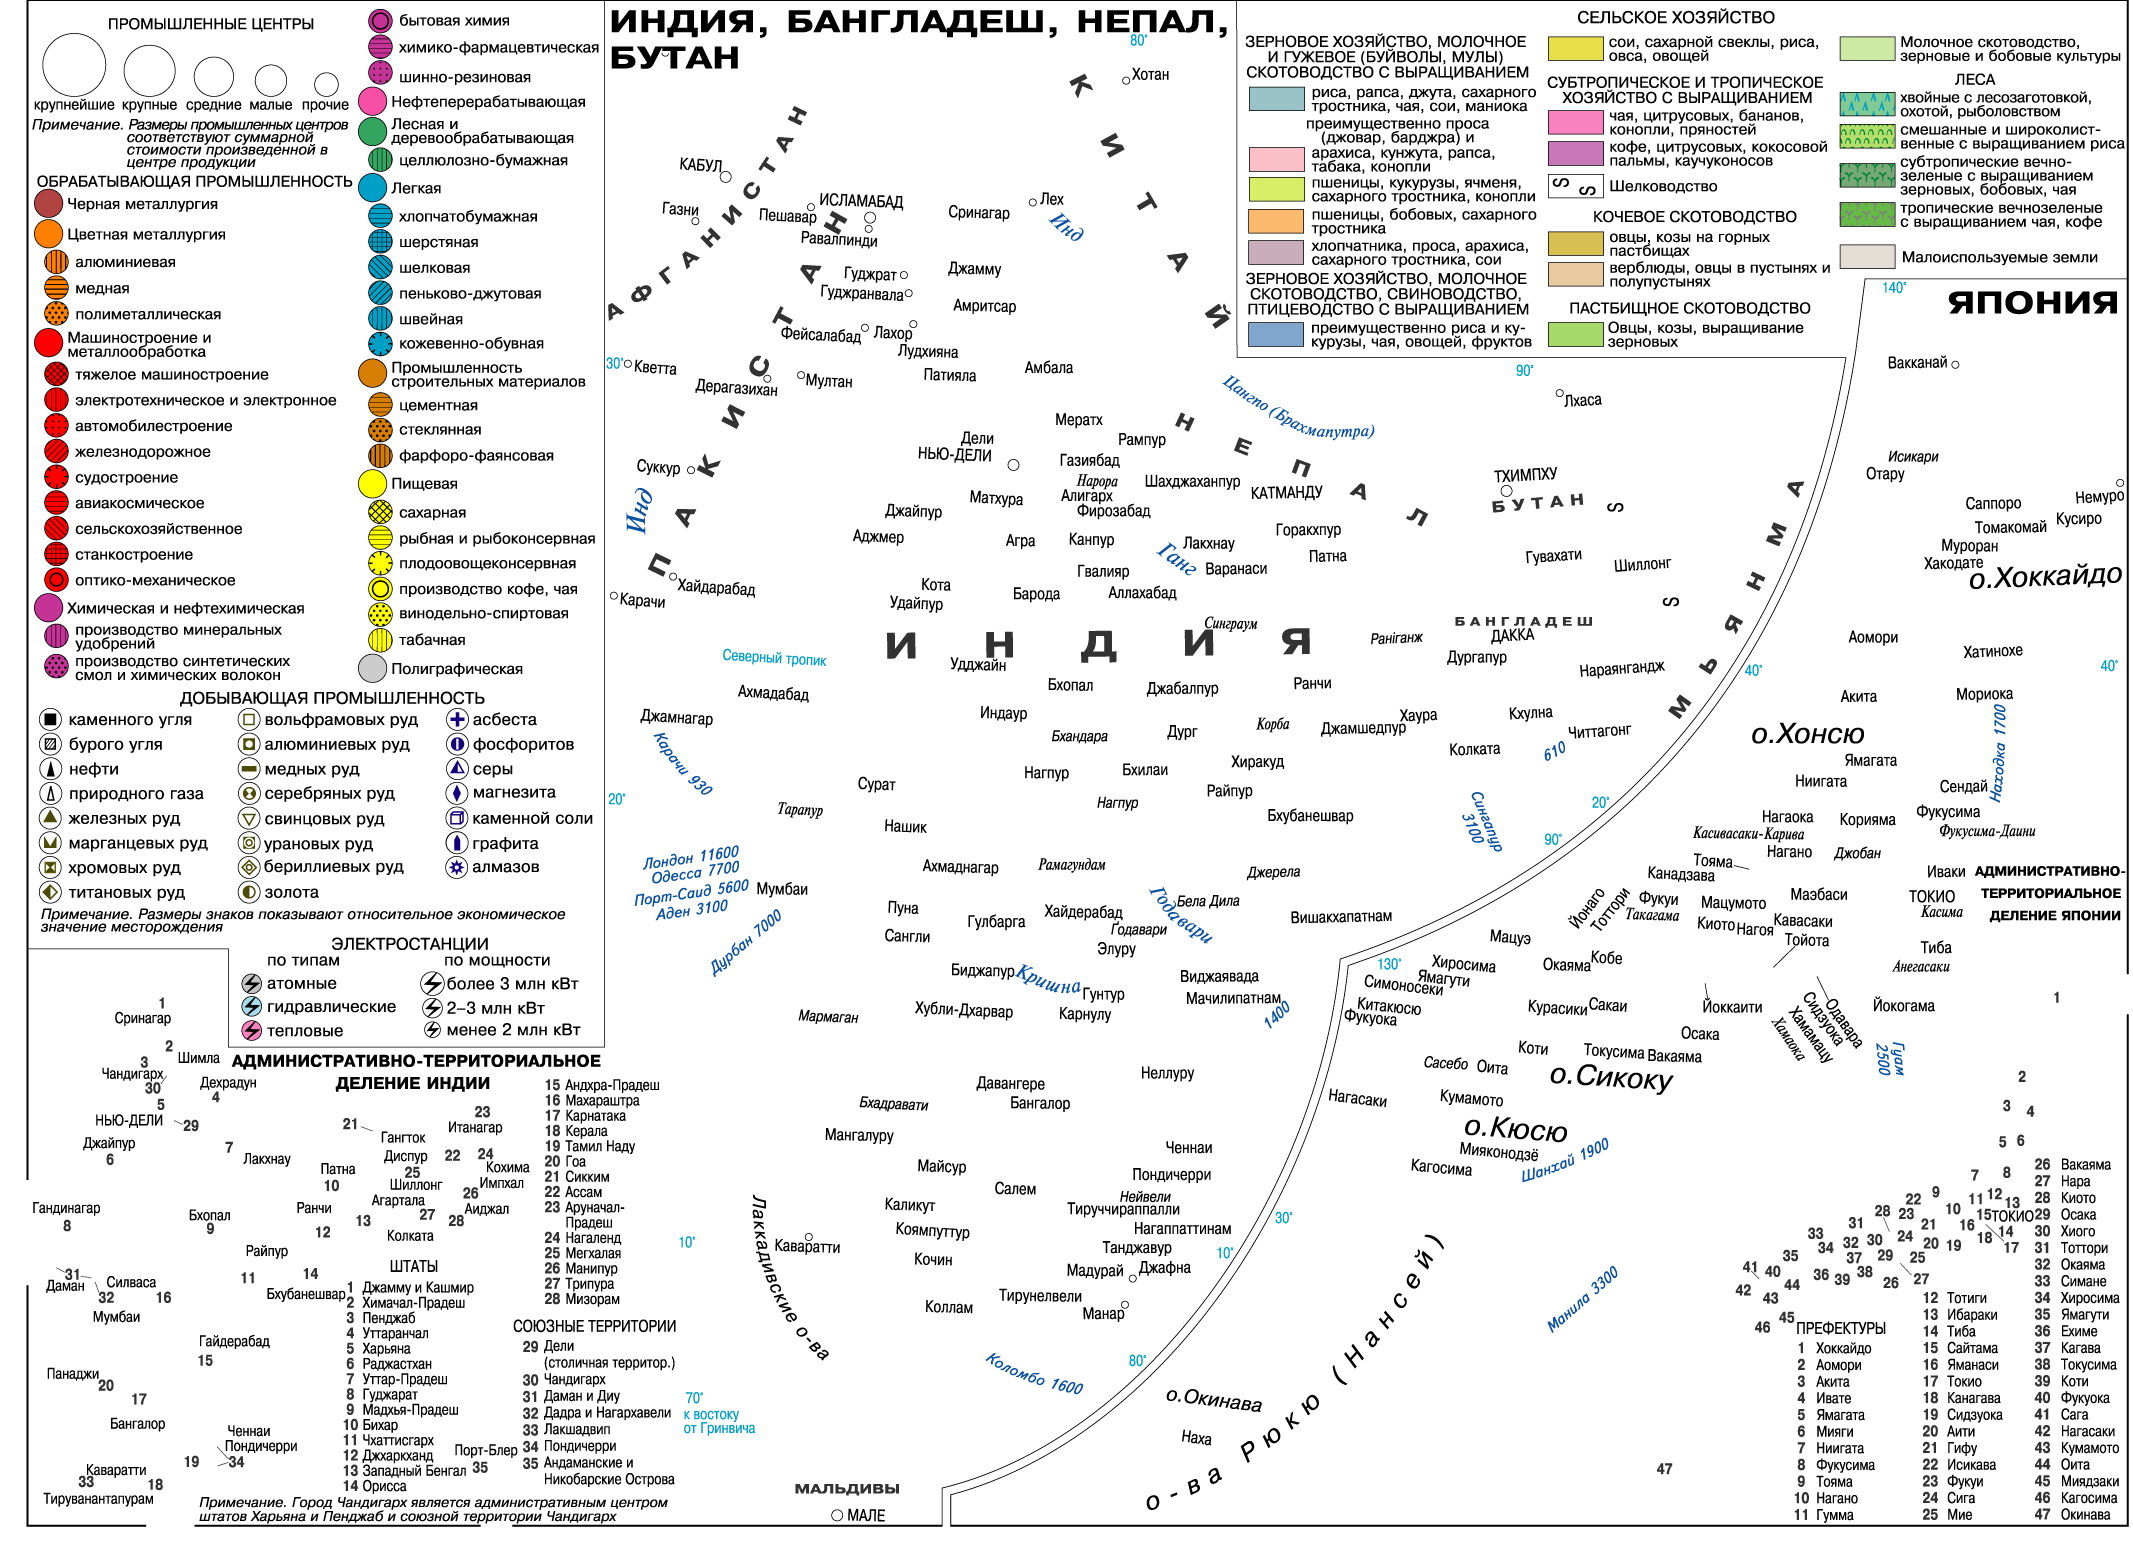 ПРОМЫШЛЕННЫЕ ЦЕНТРЫ
крупнейшие крупные средние малые прочие
Примечание. Размеры промышленных центров
соответствуют суммарной
стоимости произведенной в
центре продукции
ОБРАБАТЫВАЮЩАЯ ПРОМЫШЛЕННОСТЬ
Черная металлургия
Цветная металлургия
алюминиевая
медная
полиметаллическая
Машиностроение и
металлообработка
тяжелое машиностроение
электротехническое и электронное
автомобилестроение
железнодорожное
судостроение
авиакосмическое
сельскохозяйственное
станкостроение
оптико-механическое
Химическая и нефтехимическая
производство минеральных
удобрений
производство синтетических
смол и химических волокон
бытовая химия
химико-фармацевтическая
шинно-резиновая
Нефтеперерабатывающая
Лесная и
деревообрабатывающая
целлюлозно-бумажная
Легкая
хлопчатобумажная
шерстяная
шелковая
пеньково-джутовая
швейная
кожевенно-обувная
Промышленность
строительных материалов
цементная
стеклянная
фарфоро-фаянсовая
Пищевая
сахарная
рыбная и рыбоконсервная
плодоовощеконсервная
производство кофе, чая
винодельно-спиртовая
табачная
Полиграфическая
ДОБЫВАЮЩАЯ ПРОМЫШЛЕННОСТЬ
каменного угля
бурого угля
нефти
природного газа
железных руд
марганцевых руд
хромовых руд
титановых руд
вольфрамовых руд
алюминиевых руд
медных руд
серебряных руд
свинцовых руд
урановых руд
бериллиевых руд
золота
асбеста
фосфоритов
серы
магнезита
каменной соли
графита
алмазов
Примечание. Размеры знаков показывают относительное экономическое
значение месторождения
ЭЛЕКТРОСТАНЦИИ
по типам
атомные
гидравлические
тепловые
по мощности
более 3 млн кВт
2–3 млн кВт
менее 2 млн кВт
ИНДИЯ, БАНГЛАДЕШ, НЕПАЛ,
БУТАН
СЕЛЬСКОЕ ХОЗЯЙСТВО
ЗЕРНОВОЕ ХОЗЯЙСТВО, МОЛОЧНОЕ
И ГУЖЕВОЕ (БУЙВОЛЫ, МУЛЫ)
СКОТОВОДСТВО С ВЫРАЩИВАНИЕМ
риса, рапса, джута, сахарного
тростника, чая, сои, маниока
преимущественно проса
(джовар, барджра) и
арахиса, кунжута, рапса,
табака, конопли
пшеницы, кукурузы, ячменя,
сахарного тростника, конопли
пшеницы, бобовых, сахарного
тростника
хлопчатника, проса, арахиса,
сахарного тростника, сои
ЗЕРНОВОЕ ХОЗЯЙСТВО, МОЛОЧНОЕ
СКОТОВОДСТВО, СВИНОВОДСТВО,
ПТИЦЕВОДСТВО С ВЫРАЩИВАНИЕМ
преимущественно риса и ку-
курузы, чая, овощей, фруктов
сои, сахарной свеклы, риса,
овса, овощей
СУБТРОПИЧЕСКОЕ И ТРОПИЧЕСКОЕ
ХОЗЯЙСТВО С ВЫРАЩИВАНИЕМ
чая, цитрусовых, бананов,
конопли, пряностей
кофе, цитрусовых, кокосовой
пальмы, каучуконосов
S S S Шелководство
КОЧЕВОЕ СКОТОВОДСТВО
овцы, козы на горных
пастбищах
верблюды, овцы в пустынях и
полупустынях
ПАСТБИЩНОЕ СКОТОВОДСТВО
Овцы, козы, выращивание
зерновых
Молочное скотоводство,
зерновые и бобовые культуры
ЛЕСА
хвойные с лесозаготовкой,
охотой, рыболовством
смешанные и широколист-
венные с выращиванием риса
субтропические вечно-
зеленые с выращиванием
зерновых, бобовых, чая
тропические вечнозеленые
с выращиванием чая, кофе
Малоиспользуемые земли
80°
КИТАЙ
Хотан
АФГАНИСТАН
КАБУЛ
Газни
ИСЛАМАБАД
Пешавар
Равалпинди
Сринагар
Лех
Инд
Гуджрат
Джамму
Гуджранвала
Амритсар
Фейсалабад
Лахор
Лудхияна
30°
Кветта
Дерагазихан
Мултан
Патияла
Амбала
ПАКИСТАН
Цангпо (Брахмапутра)
90°
Лхаса
Мератх
Дели
НЬЮ-ДЕЛИ
Рампур
НЕПАЛ
Газиябад
Суккур
Нарора
Шахджаханпур
КАТМАНДУ
ТХИМПХУ
БУТАН
S
Матхура
Алигарх
Фирозабад
Инд
Джайпур
Аджмер
Агра
Канпур
Ганг
Лакхнау
Горакхпур
Патна
Гувахати
Шиллонг
Гвалияр
Варанаси
Хайдарабад
Карачи
Кота
Удайпур
Барода
Аллахабад
S
Синграум
Раніганж
БАНГЛАДЕШ
ДАККА
ИНДИЯ
МЬЯНМА
Северный тропик
Удджайн
Дургапур
Нараянгандж
Ахмадабад
Бхопал
Джабалпур
Ранчи
Джамнагар
Индаур
Бхандара
Дург
Корба
Джамшедпур
Хаура
Кхулна
Читтагонг
Колката
610
Карачи 930
Нагпур
Бхилаи
Хиракуд
Сурат
Райпур
20°
Тарапур
Нагпур
Бхубанешвар
Сингапур
3100
20°
90°
Нашик
Лондон 11600
Одесса 7700
Порт-Саид 5600
Аден 3100
Ахмаднагар
Рамагундам
Джерела
Мумбаи
Дурбан 7000
Пуна
Гулбарга
Хайдерабад
Годавари
Бела Дила
Вишакхапатнам
Сангли
Годавари
Элуру
Биджапур
Кришна
Гунтур
Виджаявада
Мачилипатнам
Мармаган
Хубли-Дхарвар
Карнулу
1400
Давангере
Неллуру
Бхадравати
Бангалор
Мангалуру
Ченнаи
Майсур
Пондичерри
Салем
Нейвели
Каликут
Тируччираппалли
Коямпуттур
Нагаппаттинам
Лаккадивские о-ва
Каваратти
Танджавур
10°
10°
Кочин
Мадурай
Джафна
Тирунелвели
Коллам
Манар
Коломбо 1600
80°
70°
к востоку
от Гринвича
МАЛЬДИВЫ
МАЛЕ
140°
ЯПОНИЯ
Вакканай
Исикари
Отару
Саппоро
Немуро
Томакомай
Кусиро
Муроран
Хакодате
о.Хоккайдо
Аомори
Хатинохе
40°
40°
Акита
Мориока
о.Хонсю
Находка 1700
Ямагата
Ниигата
Сендай
Нагаока
Корияма
Фукусима
Касивасаки-Карива
Фукусима-Даини
Тояма
Нагано
Джобан
Канадзава
Иваки
Йонаго
Тоттори
Фукуи
Такагама
Мацумото
Маэбаси
ТОКИО
Касима
Киото
Нагоя
Кавасаки
Тойота
Тиба
Анегасаки
Мацуэ
130°
Хиросима
Окаяма
Кобе
Ямагути
Симоносеки
Китакюсю
Фукуока
Курасики
Сакаи
Йоккаити
Одавара
Сидзуока
Хамамацу
Хамаока
Йокогама
Осака
Гуам
2500
Коти
Токусима
Вакаяма
Сасебо
Оита
о.Сикоку
Нагасаки
Кумамото
о.Кюсю
Мияконодзё
Кагосима
Шанхай 1900
30°
Манила 3300
о.Окинава
Наха
о-ва Рюкю (Нансей)
АДМИНИСТРАТИВНО-
ТЕРРИТОРИАЛЬНОЕ
ДЕЛЕНИЕ ЯПОНИИ
1
2
3
4
5
6
7
8
9
10
11
12
13
22
28
23
15
ТОКИО
31
21
16
14
33
32
30
24
20
19
18
17
34
35
37
29
25
41
40
36
38
39
26
27
42
44
43
45
46
47
ПРЕФЕКТУРЫ
1 Хоккайдо
2 Аомори
3 Акита
4 Ивате
5 Ямагата
6 Мияги
7 Ниигата
8 Фукусима
9 Тояма
10 Нагано
11 Гумма
12 Тотиги
13 Ибараки
14 Тиба
15 Сайтама
16 Яманаси
17 Токио
18 Канагава
19 Сидзуока
20 Аити
21 Гифу
22 Исикава
23 Фукуи
24 Сига
25 Мие
26 Вакаяма
27 Нара
28 Киото
29 Осака
30 Хиого
31 Тоттори
32 Окаяма
33 Симане
34 Хиросима
35 Ямагути
36 Ехиме
37 Кагава
38 Токусима
39 Коти
40 Фукуока
41 Сага
42 Нагасаки
43 Кумамото
44 Оита
45 Миядзаки
46 Кагосима
47 Окинава
АДМИНИСТРАТИВНО-ТЕРРИТОРИАЛЬНОЕ
ДЕЛЕНИЕ ИНДИИ
1
Сринагар
2
3
Шимла
Чандигарх
30
Дехрадун
5
4
НЬЮ-ДЕЛИ
29
Джайпур
6
7
Лакхнау
21
Гангток
23
Итанагар
Диспур
22
24
Патна
10
25
Кохима
Шиллонг
Импхал
26
Агартала
Аиджал
Гандинагар
8
Бхопал
9
Ранчи
12
13
27
28
Колката
Райпур
11
14
Бхубанешвар
31
Даман
Силваса
32
16
Мумбаи
Гайдерабад
15
Панаджи
20
17
Бангалор
Ченнаи
Пондичерри
19
34
Каваратти
33
18
Тируванантапурам
Порт-Блер
35
ШТАТЫ
1 Джамму и Кашмир
2 Химачал-Прадеш
3 Пенджаб
4 Уттаранчал
5 Харьяна
6 Раджастхан
7 Уттар-Прадеш
8 Гуджарат
9 Мадхья-Прадеш
10 Бихар
11 Чхаттисгарх
12 Джхаркханд
13 Западный Бенгал
14 Орисса
15 Андхра-Прадеш
16 Махараштра
17 Карнатака
18 Керала
19 Тамил Наду
20 Гоа
21 Сикким
22 Ассам
23 Аруначал-
Прадеш
24 Нагаленд
25 Мегхалая
26 Манипур
27 Трипура
28 Мизорам
СОЮЗНЫЕ ТЕРРИТОРИИ
29 Дели
(столичная территор.)
30 Чандигарх
31 Даман и Диу
32 Дадра и Нагархавели
33 Лакшадвип
34 Пондичерри
35 Андаманские и
Никобарские Острова
Примечание. Город Чандигарх является административным центром
штатов Харьяна и Пенджаб и союзной территории Чандигарх